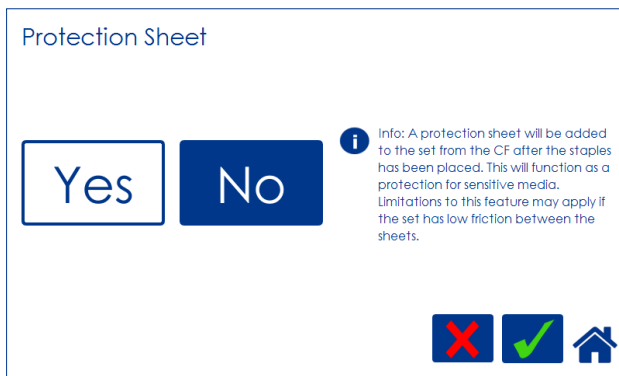 Protection Sheet
Yes
No
Info: A protection sheet will be added
to the set from the CF after the staples
has been placed. This will function as a
protection for sensitive media.
Limitations to this feature may apply if
the set has low friction between the
sheets.